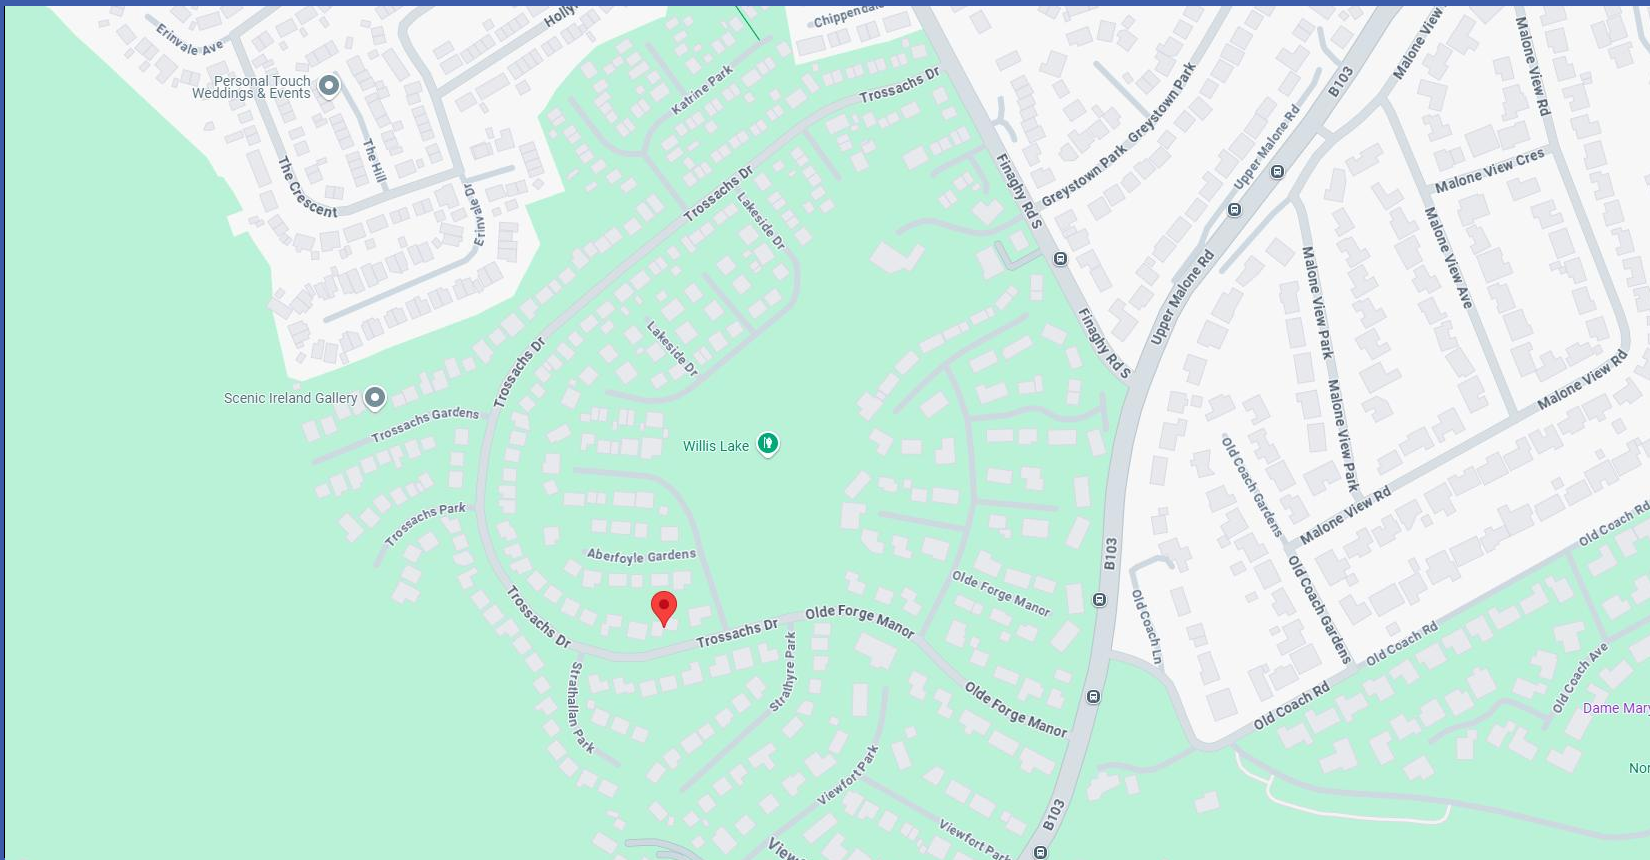 Erinvale Ave
Chippendale
Malone View
Malone View Rd
Personal Touch
Weddings & Events
Katrine Park
Trossachs Dr
B103
Greystown Park
Greystown Park
Upper Malone Rd
The Hill
The Crescent
Finaghy Rd S
Malone View Cres
Trossachs Dr
Lakeside Dr
Erinvale Dr
Malone View Ave
Upper Malone Rd
Malone View Park
Finaghy Rd S
Lakeside Dr
Trossachs Dr
Malone View Rd
Scenic Ireland Gallery
Trossachs Gardens
Malone View Park
Willis Lake
Old Coach Gardens
Trossachs Park
Malone View Rd
Old Coach Rd
Aberfoyle Gardens
B103
Olde Forge Manor
Old Coach Gardens
Trossachs Dr
Trossachs Dr
Olde Forge Manor
Old Coach Ln
Old Coach Rd
Strathyre Park
Strathallan Park
Old Coach Ave
Olde Forge Manor
Old Coach Rd
Dame Mary
Viewfort Park
B103
Viewfort Park